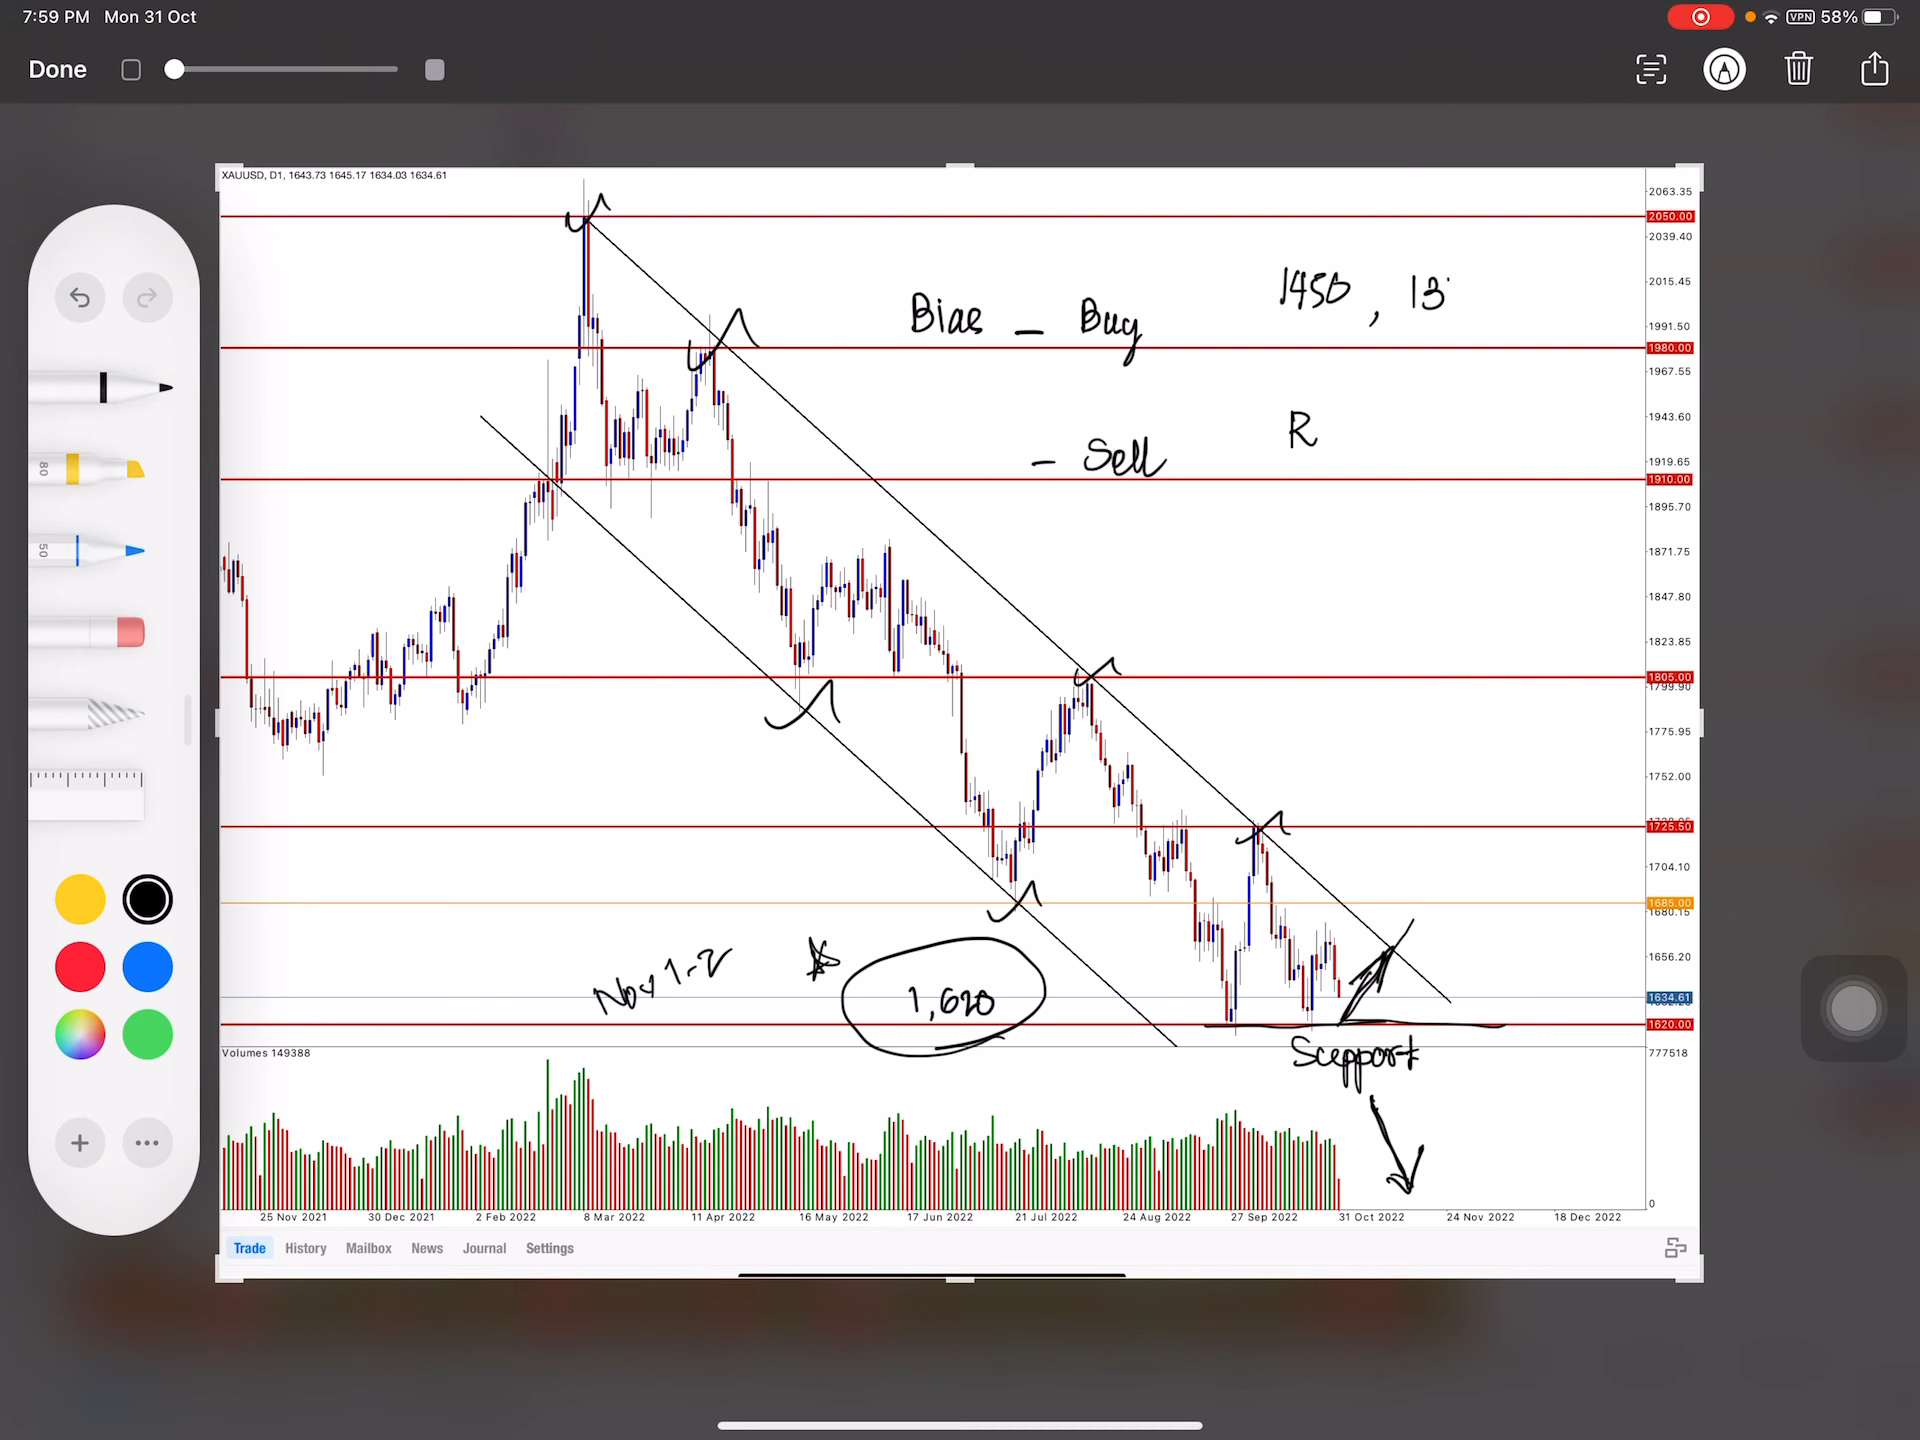 7:59 PM Mon 31 Oct
VPN 58%
Done
XAUUSD, D1, 1643.73 1645.17 1634.03 1634.61
2063.35
2050.00
2039.40
2015.45
1450, 13
1991.50
Bias - Buy
1980.00
1967.55
1943.60
R
- Sell
1919.65
1910.00
1895.70
1871.75
1847.80
1823.85
1805.00
1799.90
1775.95
1752.00
1725.50
1704.10
1685.00
1680.15
1656.20
Nov 1-2
1,620
1634.61
1620.00
Support
Volumes 149388
777518
0
25 Nov 2021 30 Dec 2021 2 Feb 2022 8 Mar 2022 11 Apr 2022 16 May 2022 17 Jun 2022 21 Jul 2022 24 Aug 2022 27 Sep 2022 31 Oct 2022 24 Nov 2022 18 Dec 2022
Trade History Mailbox News Journal Settings
80
50